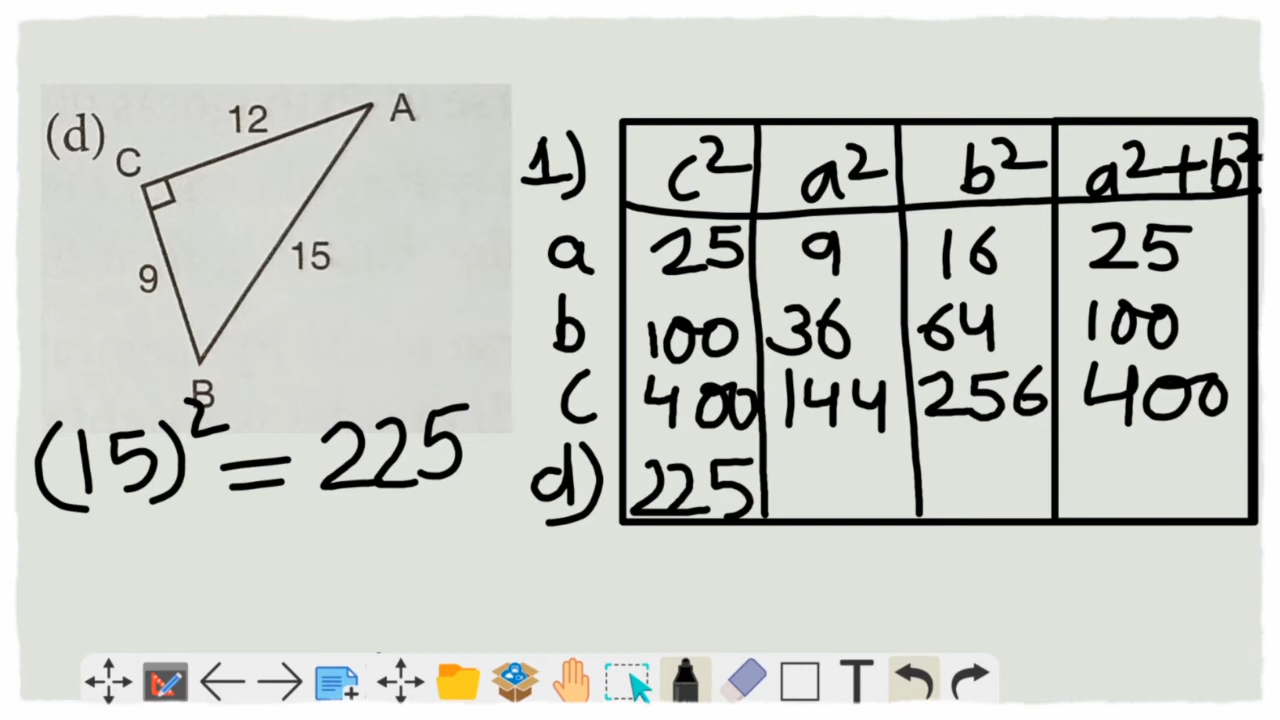 (d)
C
12
A
9
15
B
(15)² = 225
1) c² a² b² a²+b²
a 25 9 16 25
b 100 36 64 100
c 400 144 256 400
d) 225
T